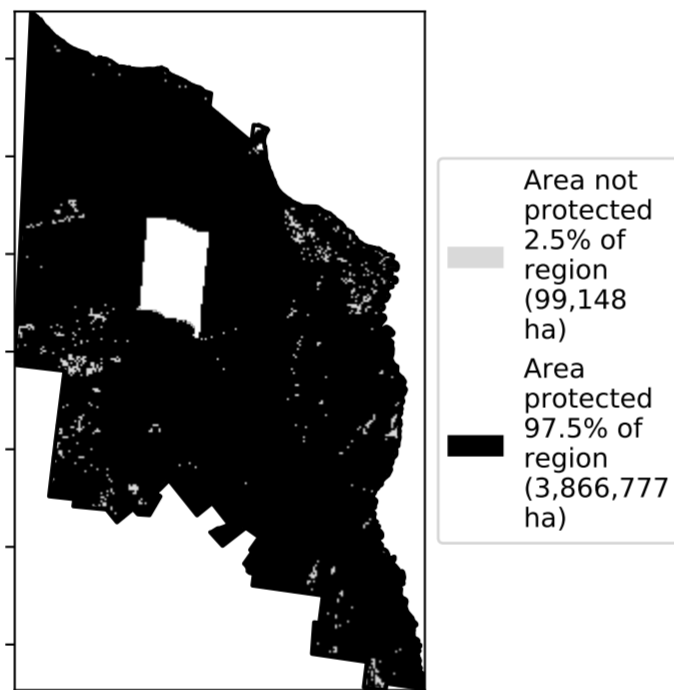 Area not
protected
2.5% of
region
(99,148
ha)
Area
protected
97.5% of
region
(3,866,777
ha)